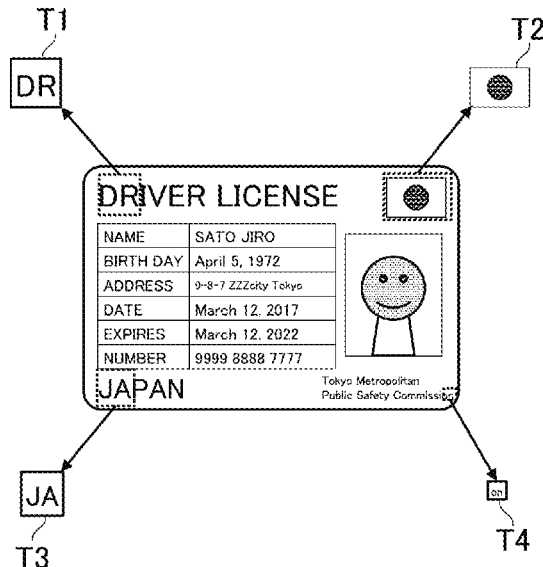 T1
T2
DR
DRIVER LICENSE
NAME SATO JIRO
BIRTH DAY April 5, 1972
ADDRESS 9-8-7 ZZZcity Tokyo
DATE March 12, 2017
EXPIRES March 12, 2022
NUMBER 9999 8888 7777
JAPAN
Tokyo Metropolitan
Public Safety Commission
JA
on
T3
T4